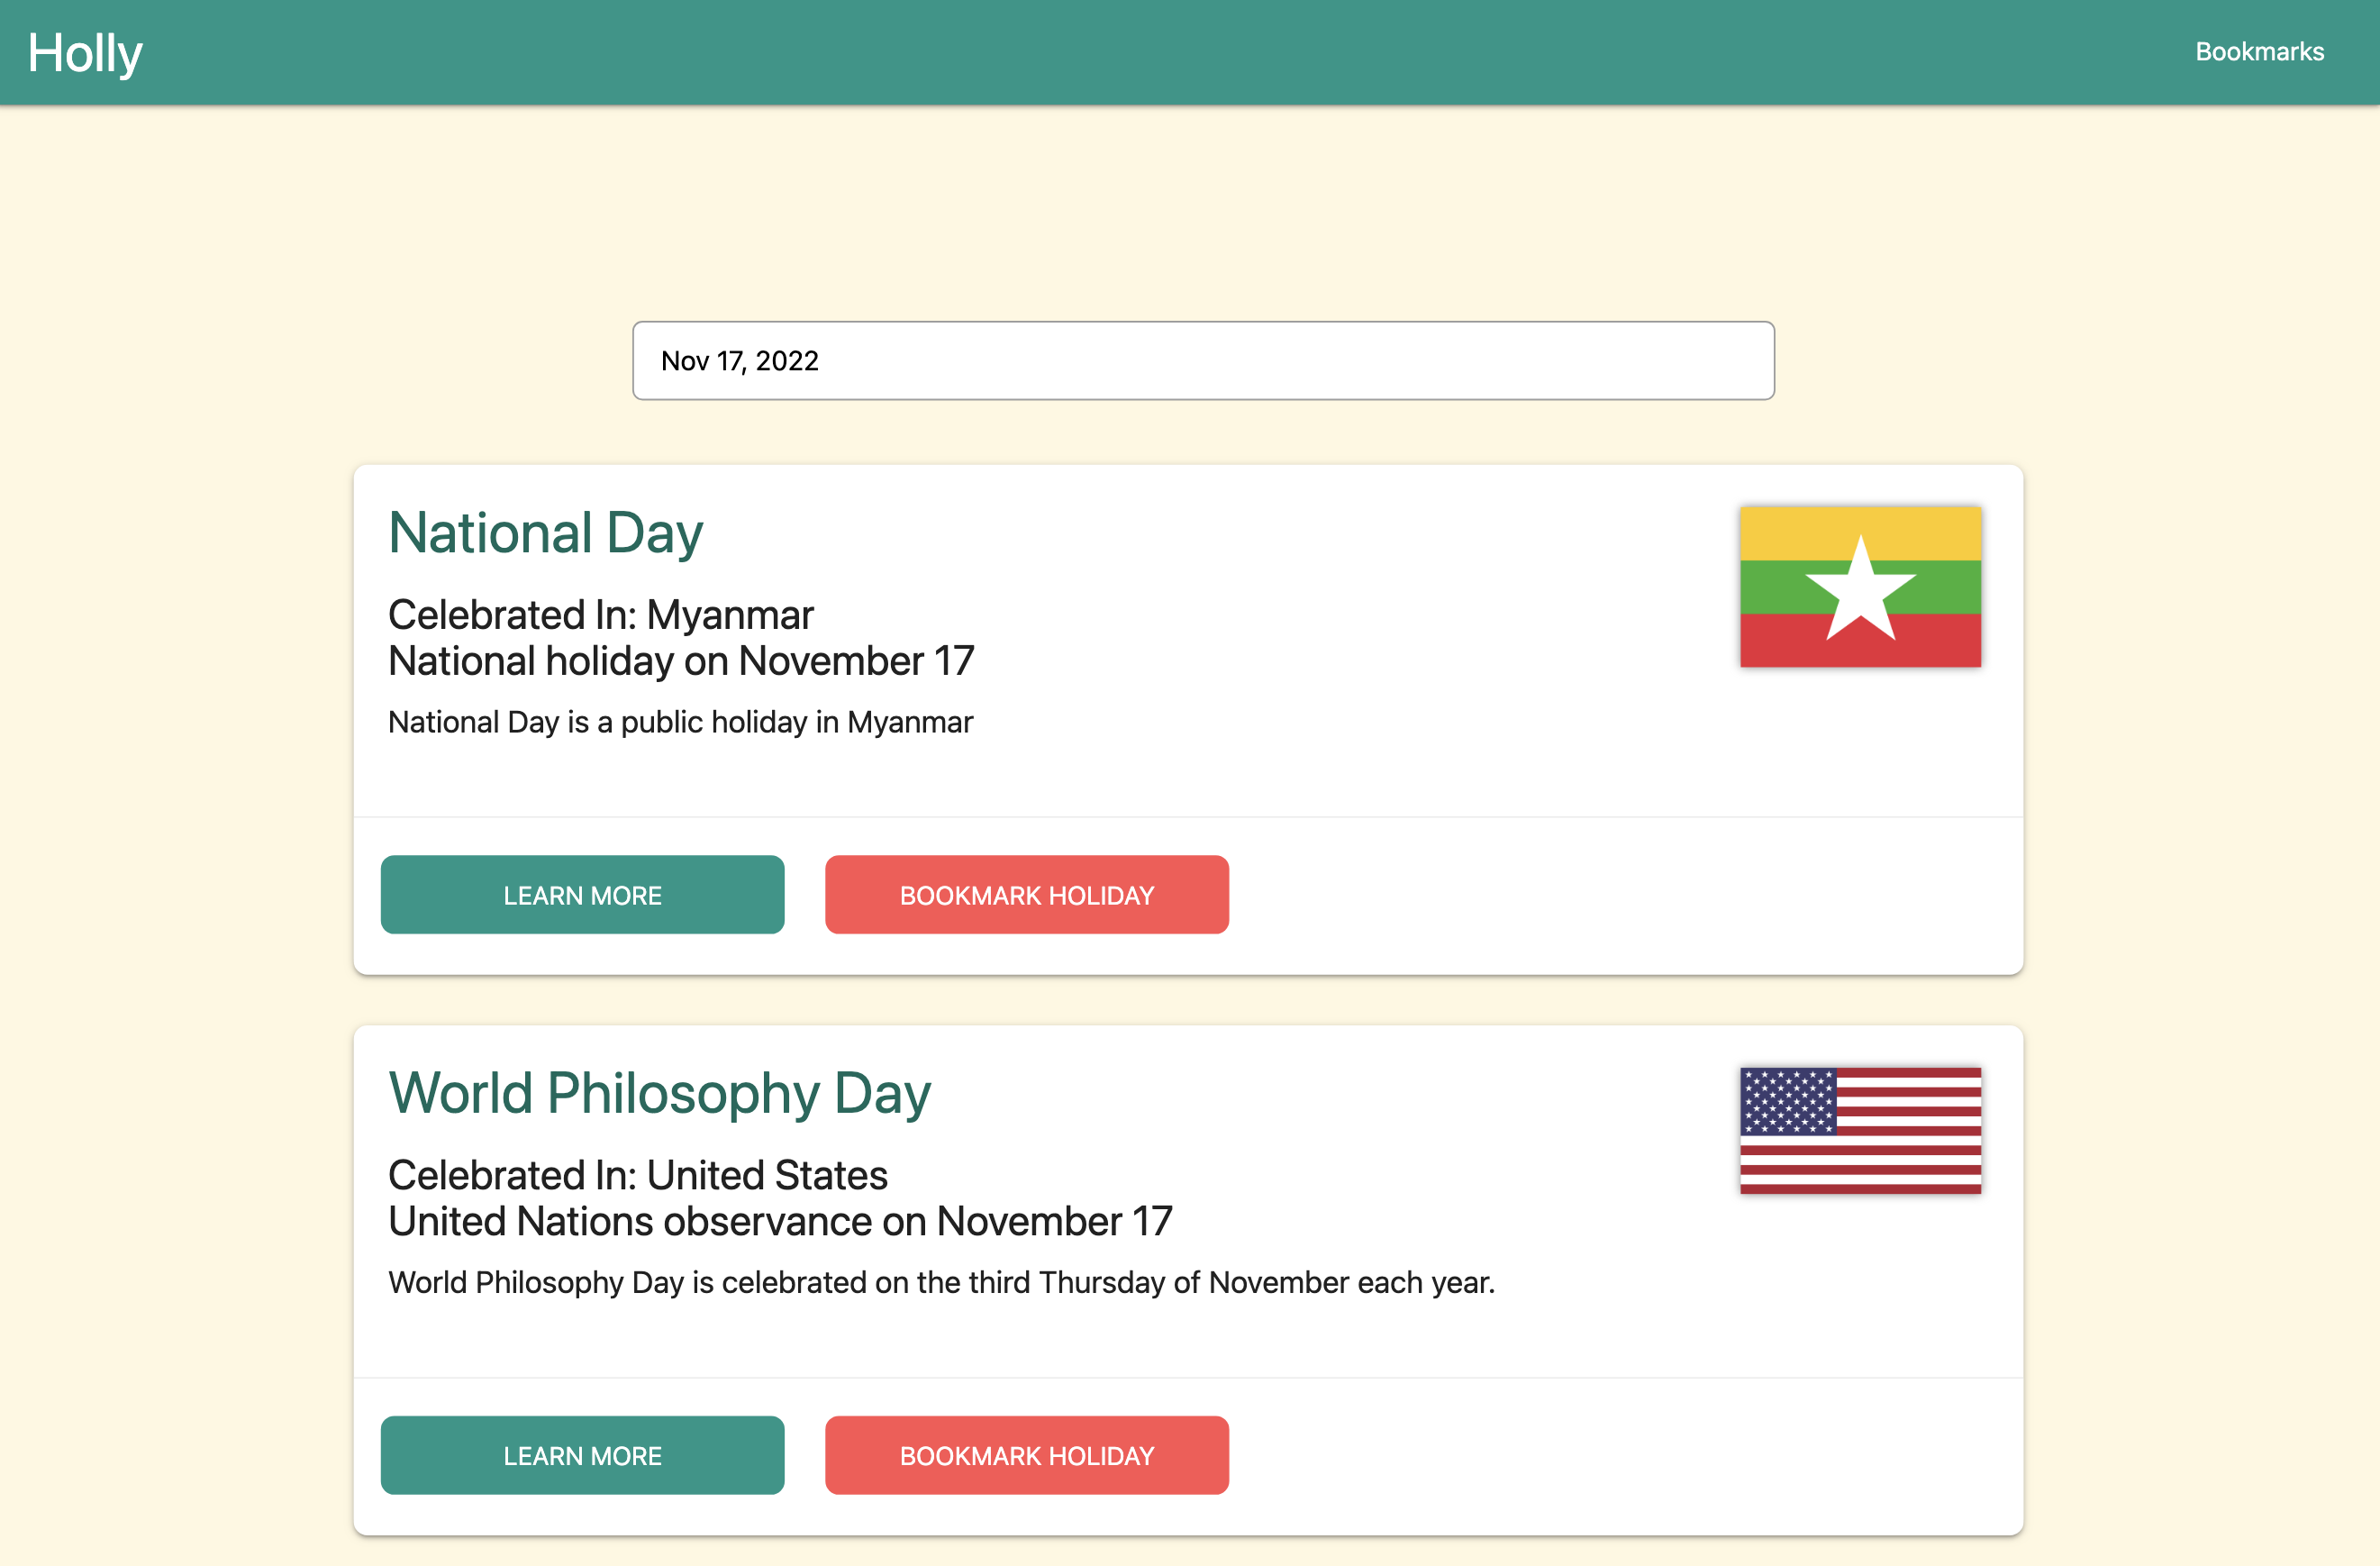 Holly
Bookmarks
Nov 17, 2022
National Day
Celebrated In: Myanmar
National holiday on November 17
National Day is a public holiday in Myanmar
LEARN MORE
BOOKMARK HOLIDAY
World Philosophy Day
Celebrated In: United States
United Nations observance on November 17
World Philosophy Day is celebrated on the third Thursday of November each year.
LEARN MORE
BOOKMARK HOLIDAY